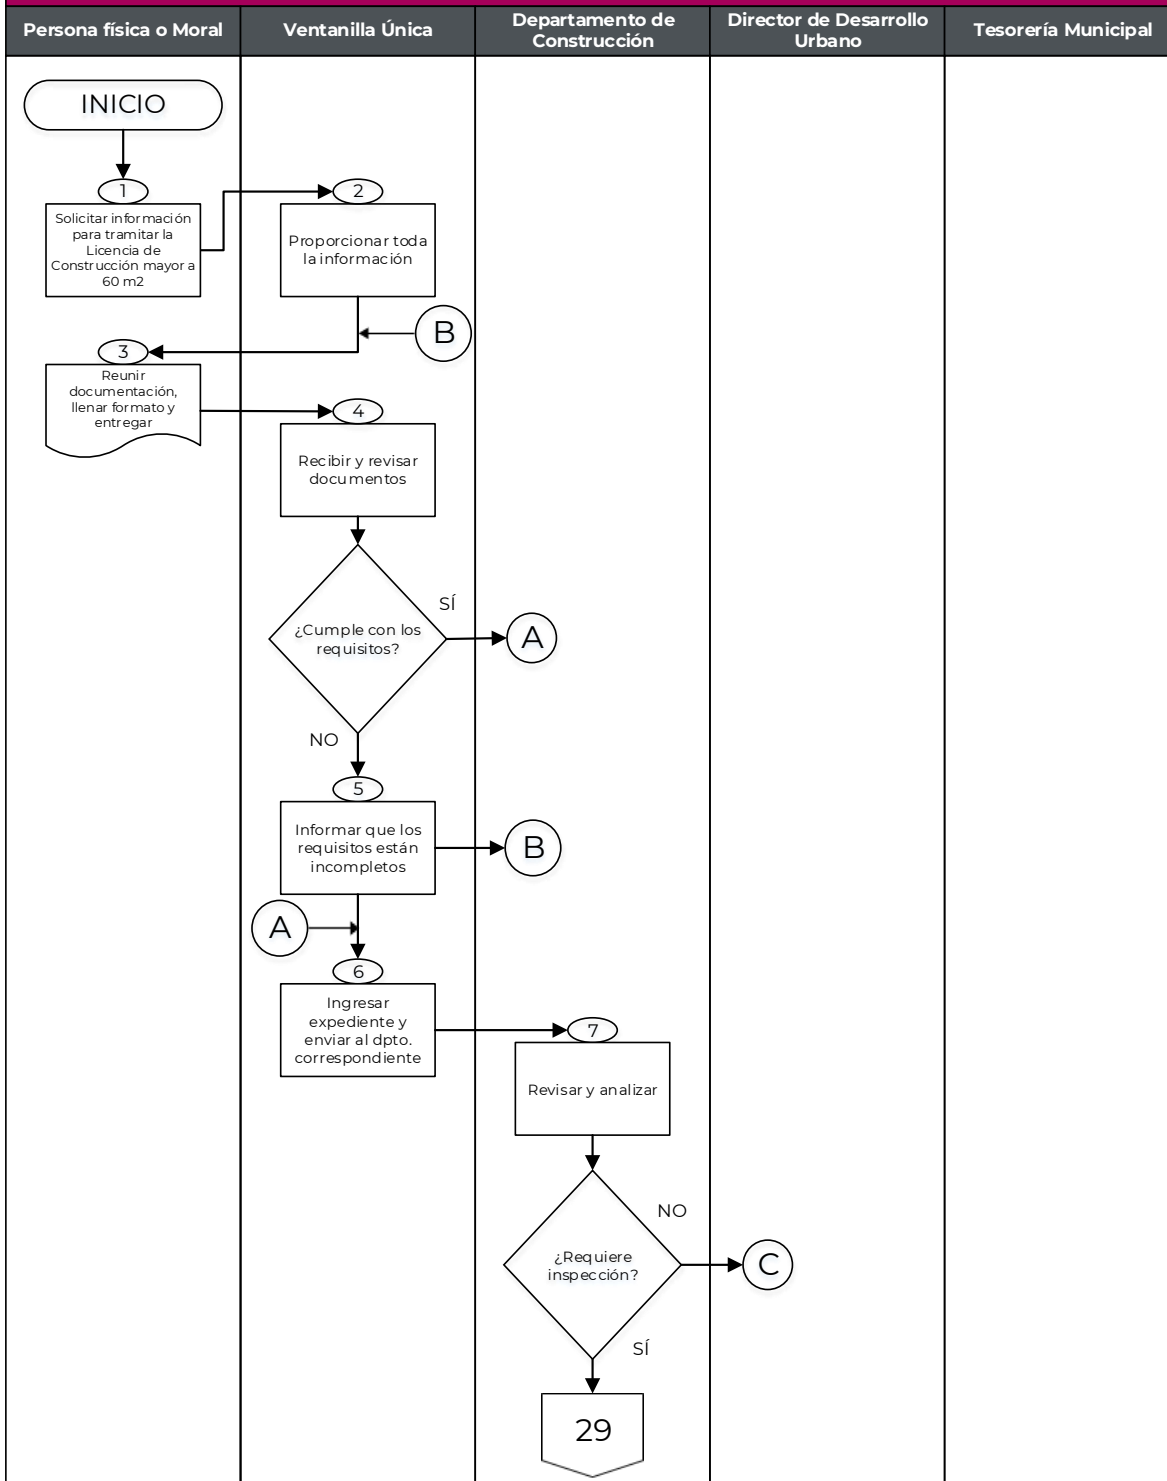 Persona física o Moral
Ventanilla Única
Departamento de
Construcción
Director de Desarrollo
Urbano
Tesorería Municipal
INICIO
1
Solicitar información
para tramitar la
Licencia de
Construcción mayor a
60 m2
2
Proporcionar toda
la información
B
3
Reunir
documentación,
llenar formato y
entregar
4
Recibir y revisar
documentos
¿Cumple con los
requisitos?
SÍ
A
NO
5
Informar que los
requisitos están
incompletos
B
A
6
Ingresar
expediente y
enviar al dpto.
correspondiente
7
Revisar y analizar
¿Requiere
inspección?
NO
C
SÍ
29